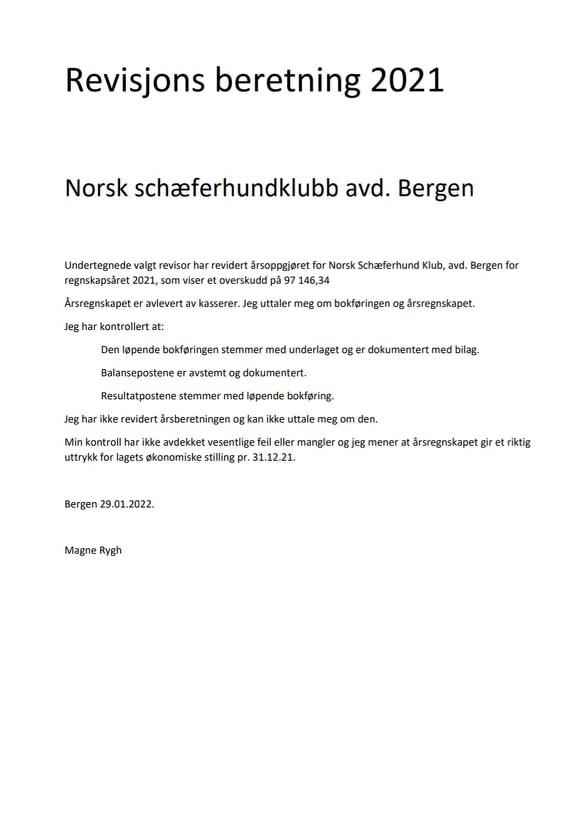 Revisjons beretning 2021
Norsk schæferhundklubb avd. Bergen
Undertegnede valgt revisor har revidert årsoppgjøret for Norsk Schæferhund Klub, avd. Bergen for
regnskapsåret 2021, som viser et overskudd på 97 146,34
Årsregnskapet er avlevert av kasserer. Jeg uttaler meg om bokføringen og årsregnskapet.
Jeg har kontrollert at:
Den løpende bokføringen stemmer med underlaget og er dokumentert med bilag.
Balansepostene er avstemt og dokumentert.
Resultatpostene stemmer med løpende bokføring.
Jeg har ikke revidert årsberetningen og kan ikke uttale meg om den.
Min kontroll har ikke avdekket vesentlige feil eller mangler og jeg mener at årsregnskapet gir et riktig
uttrykk for lagets økonomiske stilling pr. 31.12.21.
Bergen 29.01.2022.
Magne Rygh